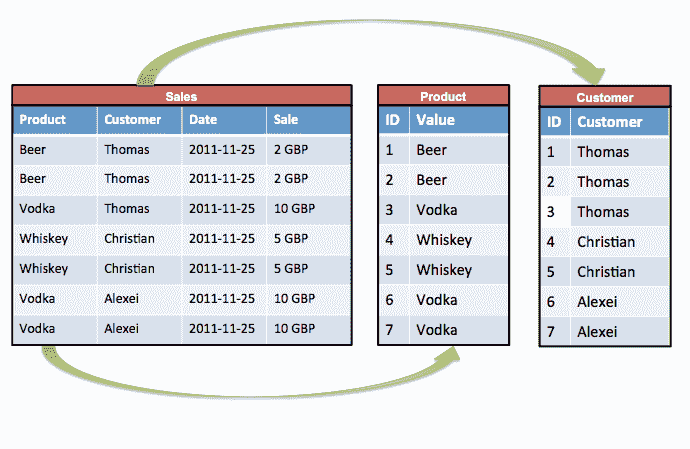 Sales
Product Customer Date Sale
Beer Thomas 2011-11-25 2 GBP
Beer Thomas 2011-11-25 2 GBP
Vodka Thomas 2011-11-25 10 GBP
Whiskey Christian 2011-11-25 5 GBP
Whiskey Christian 2011-11-25 5 GBP
Vodka Alexei 2011-11-25 10 GBP
Vodka Alexei 2011-11-25 10 GBP
Product
ID Value
1 Beer
2 Beer
3 Vodka
4 Whiskey
5 Whiskey
6 Vodka
7 Vodka
Customer
ID Customer
1 Thomas
2 Thomas
3 Thomas
4 Christian
5 Christian
6 Alexei
7 Alexei